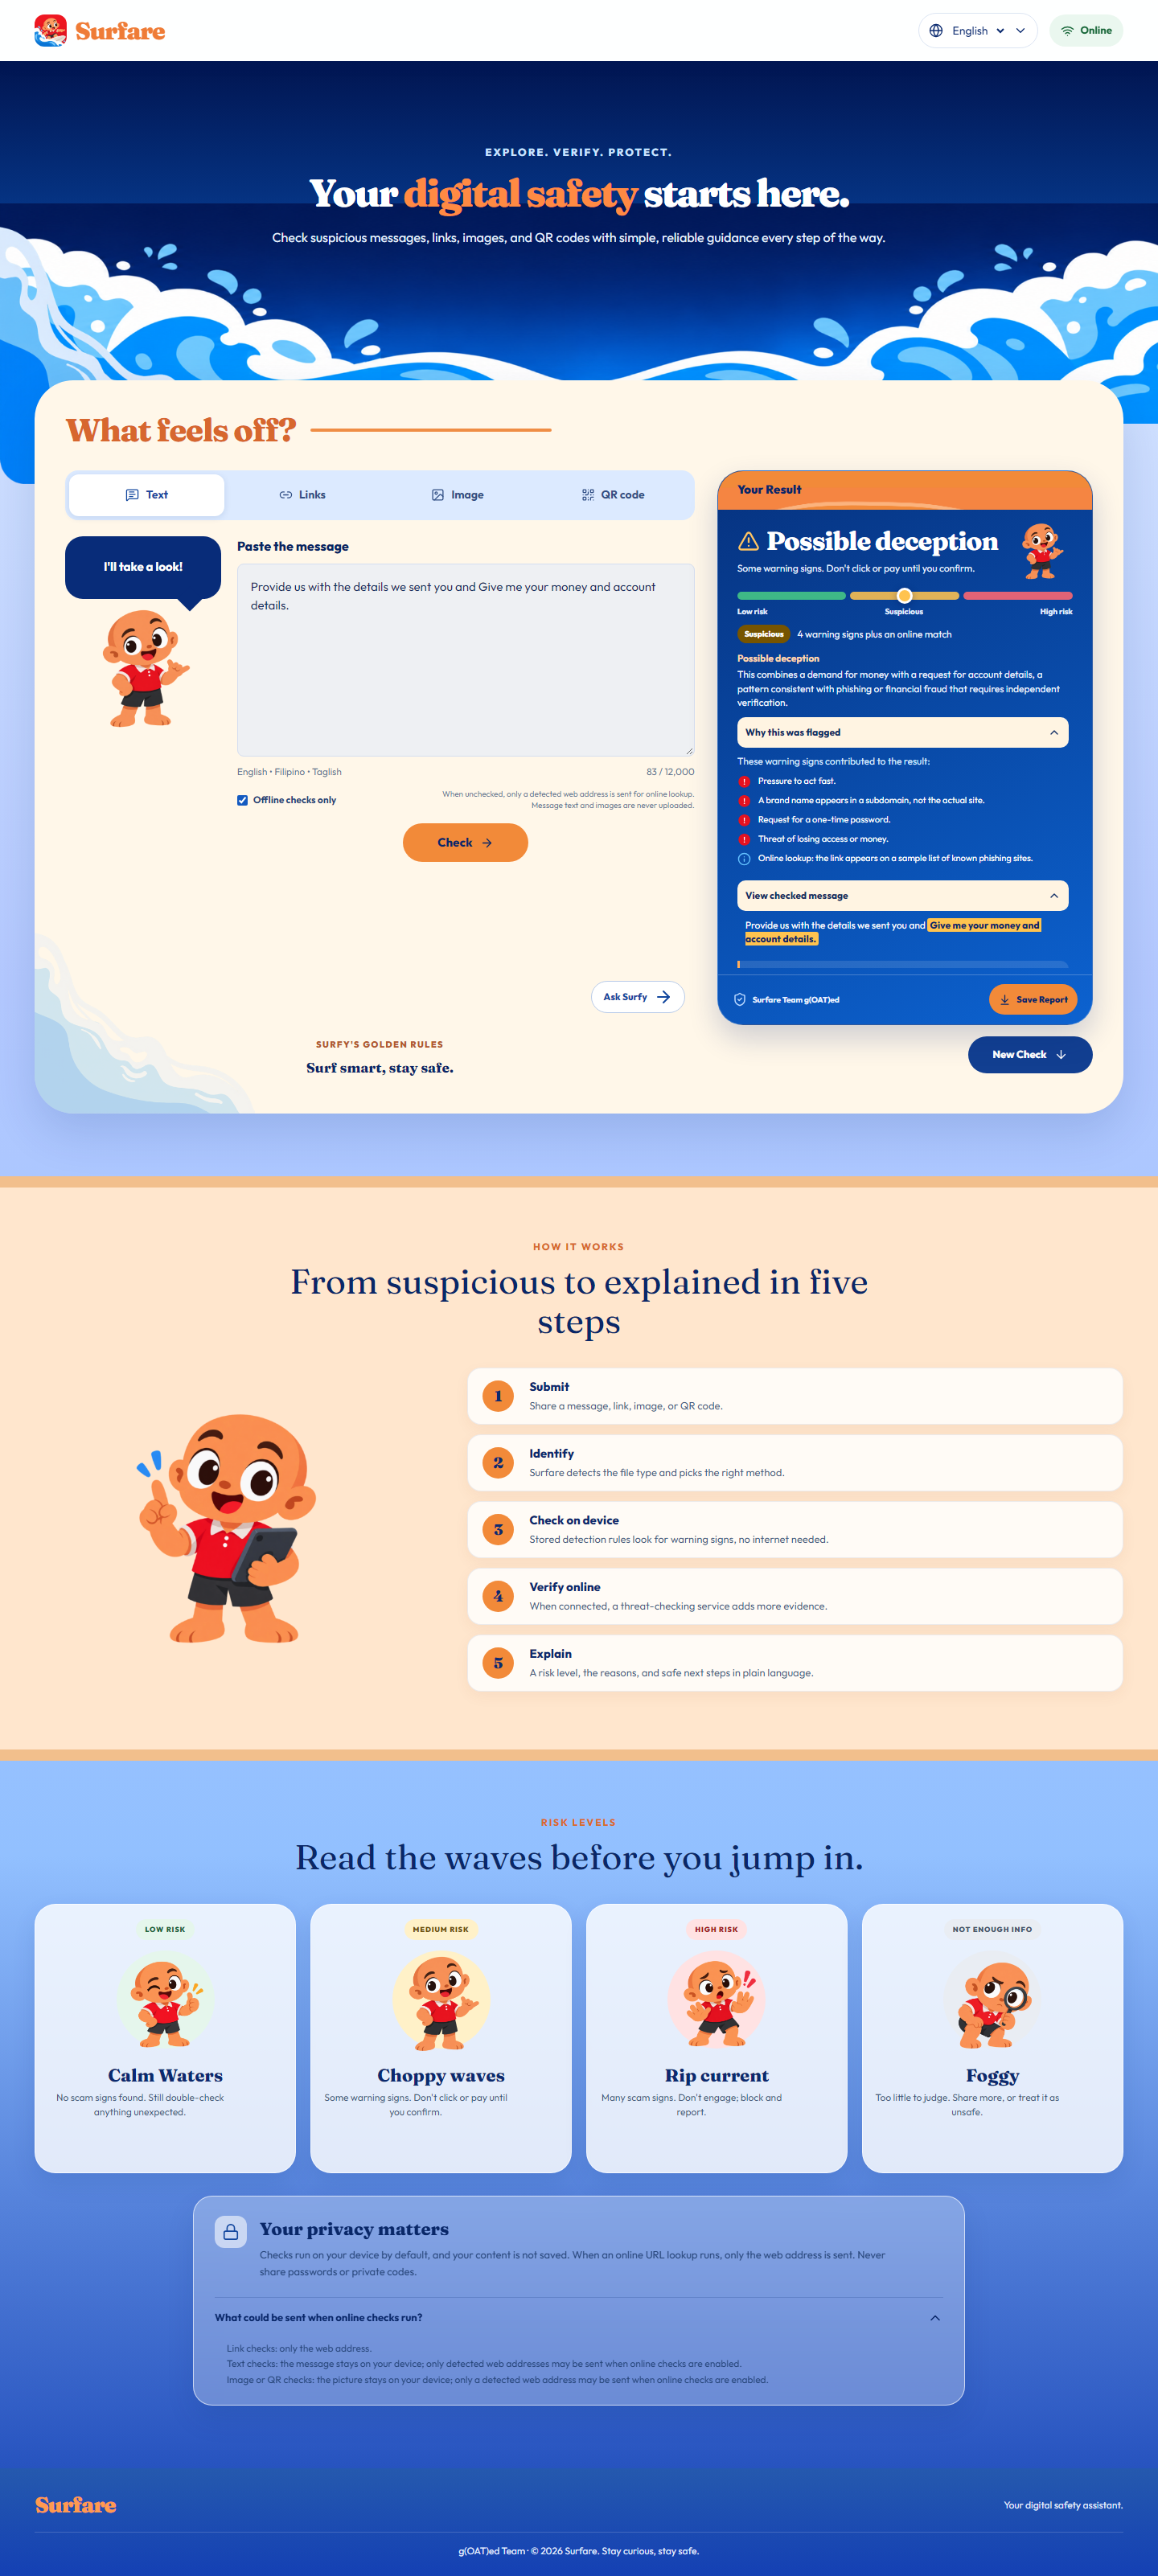 Surfare
English
Online
EXPLORE. VERIFY. PROTECT.
Your digital safety starts here.
Check suspicious messages, links, images, and QR codes with simple, reliable guidance every step of the way.
What feels off?
Text
Links
Image
QR code
I'll take a look!
Paste the message
Provide us with the details we sent you and Give me your money and account
details.
English • Filipino • Taglish
83 / 12,000
Offline checks only
When unchecked, only a detected web address is sent for online lookup.
Message text and images are never uploaded.
Check
Ask Surfy
SURFY'S GOLDEN RULES
Surf smart, stay safe.
Your Result
Possible deception
Some warning signs. Don't click or pay until you confirm.
Low risk
Suspicious
High risk
Suspicious
4 warning signs plus an online match
Possible deception
This combines a demand for money with a request for account details, a
pattern consistent with phishing or financial fraud that requires independent
verification.
Why this was flagged
These warning signs contributed to the result:
Pressure to act fast.
A brand name appears in a subdomain, not the actual site.
Request for a one-time password.
Threat of losing access or money.
Online lookup: the link appears on a sample list of known phishing sites.
View checked message
Provide us with the details we sent you and Give me your money and
account details.
Surfare Team g(OAT)ed
Save Report
New Check
HOW IT WORKS
From suspicious to explained in five
steps
1
Submit
Share a message, link, image, or QR code.
2
Identify
Surfare detects the file type and picks the right method.
3
Check on device
Stored detection rules look for warning signs, no internet needed.
4
Verify online
When connected, a threat-checking service adds more evidence.
5
Explain
A risk level, the reasons, and safe next steps in plain language.
RISK LEVELS
Read the waves before you jump in.
LOW RISK
Calm Waters
No scam signs found. Still double-check
anything unexpected.
MEDIUM RISK
Choppy waves
Some warning signs. Don't click or pay until
you confirm.
HIGH RISK
Rip current
Many scam signs. Don't engage; block and
report.
NOT ENOUGH INFO
Foggy
Too little to judge. Share more, or treat it as
unsafe.
Your privacy matters
Checks run on your device by default, and your content is not saved. When an online URL lookup runs, only the web address is sent. Never
share passwords or private codes.
What could be sent when online checks run?
Link checks: only the web address.
Text checks: the message stays on your device; only detected web addresses may be sent when online checks are enabled.
Image or QR checks: the picture stays on your device; only a detected web address may be sent when online checks are enabled.
Surfare
Your digital safety assistant.
g(OAT)ed Team · © 2026 Surfare. Stay curious, stay safe.